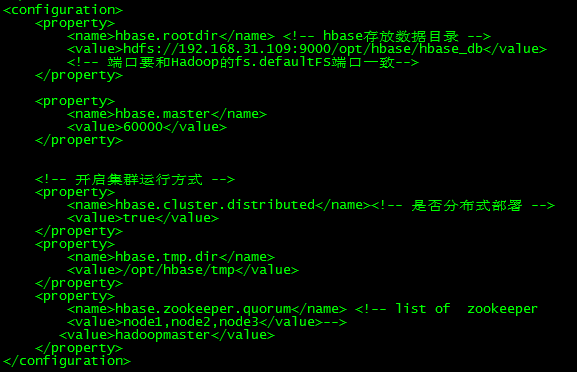 <configuration>
<property>
<name>hbase.rootdir</name> <!-- hbase存放数据目录 -->
<value>hdfs://192.168.31.109:9000/opt/hbase/hbase_db</value>
<!-- 端口要和Hadoop的fs.defaultFS端口一致-->
</property>
<property>
<name>hbase.master</name>
<value>60000</value>
</property>
<!-- 开启集群运行方式 -->
<property>
<name>hbase.cluster.distributed</name><!-- 是否分布式部署 -->
<value>true</value>
</property>
<property>
<name>hbase.tmp.dir</name>
<value>/opt/hbase/tmp</value>
</property>
<property>
<name>hbase.zookeeper.quorum</name> <!-- list of  zookeeper
<value>node1,node2,node3</value>-->
<value>hadoopmaster</value>
</property>
</configuration>